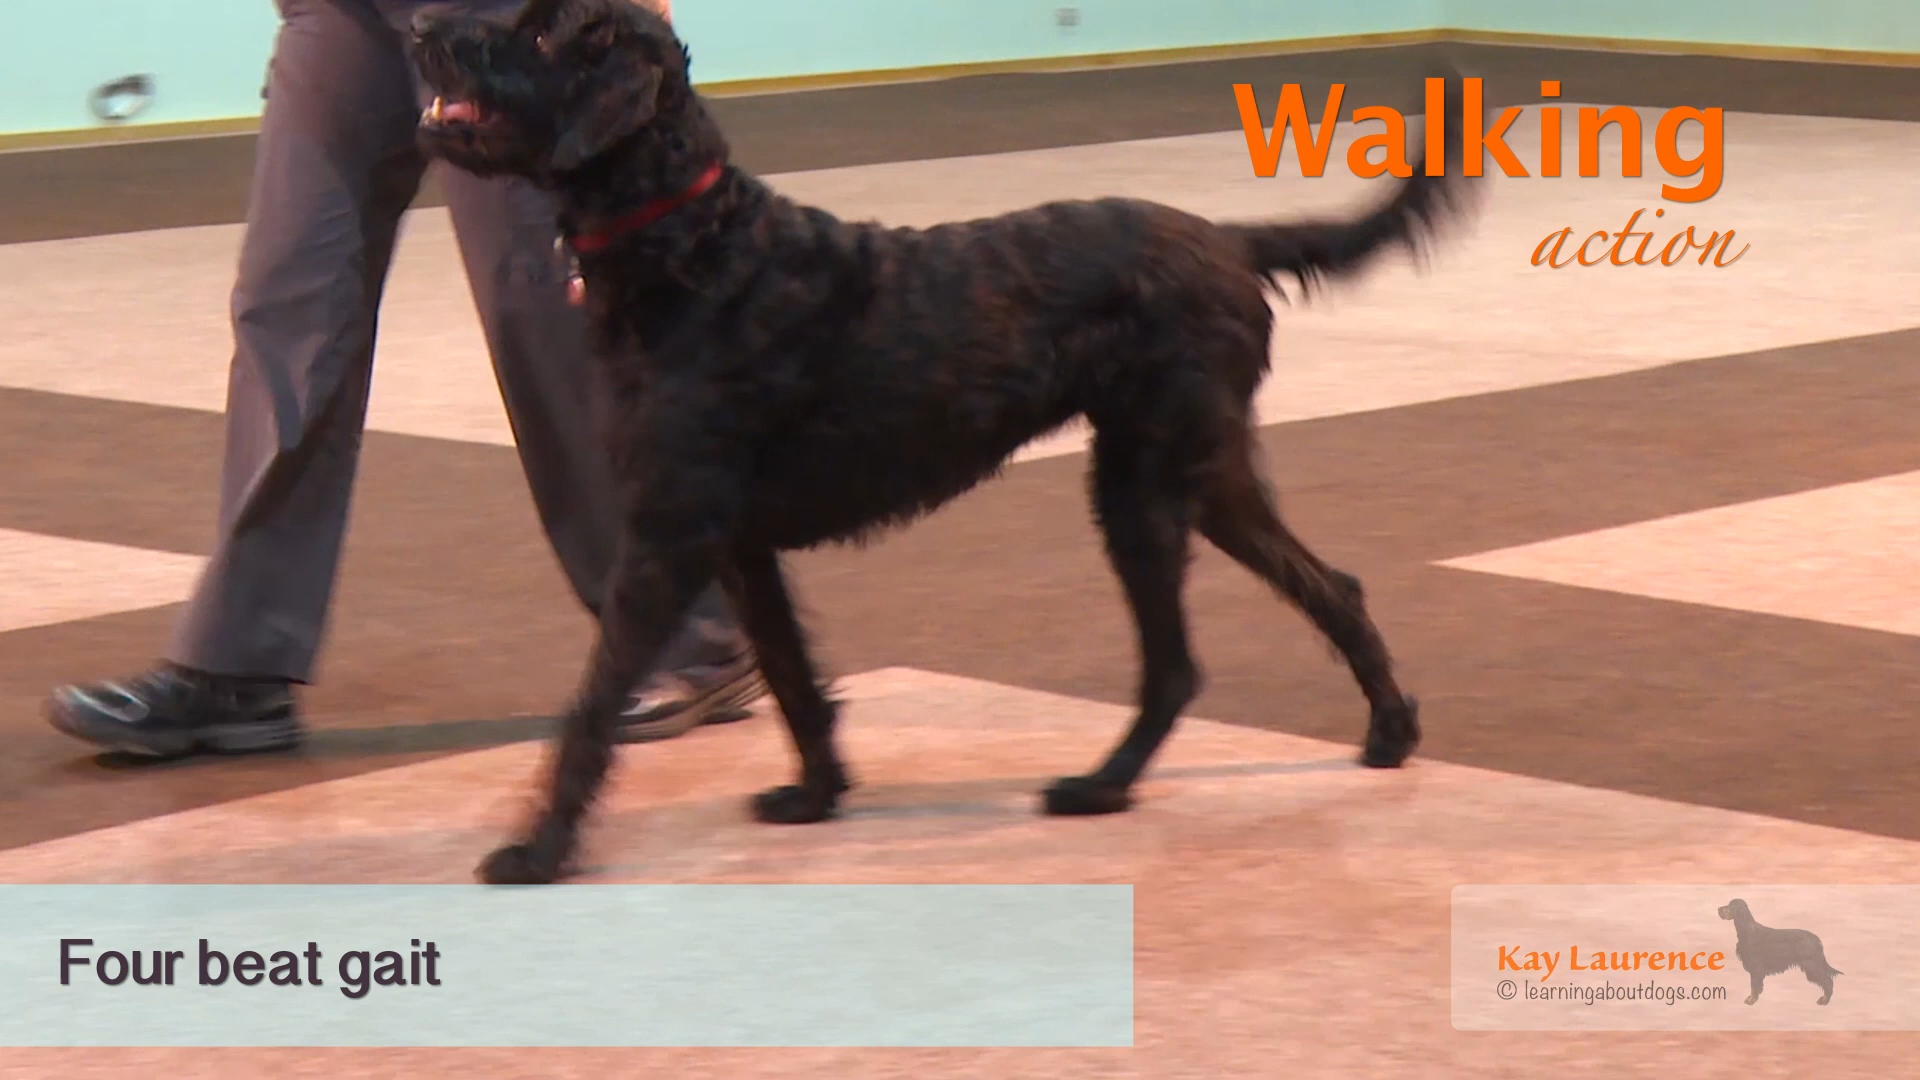 Walking
action
Four beat gait
Kay Laurence
© learningaboutdogs.com